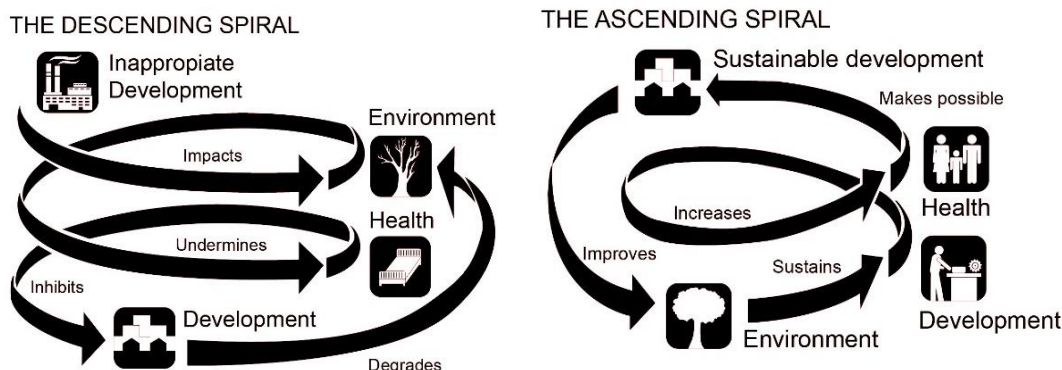 THE DESCENDING SPIRAL
Inappropiate
Development
Environment
Impacts
Health
Undermines
Inhibits
Development
Degrades
THE ASCENDING SPIRAL
Sustainable development
Makes possible
Increases
Health
Improves
Sustains
Environment
Development